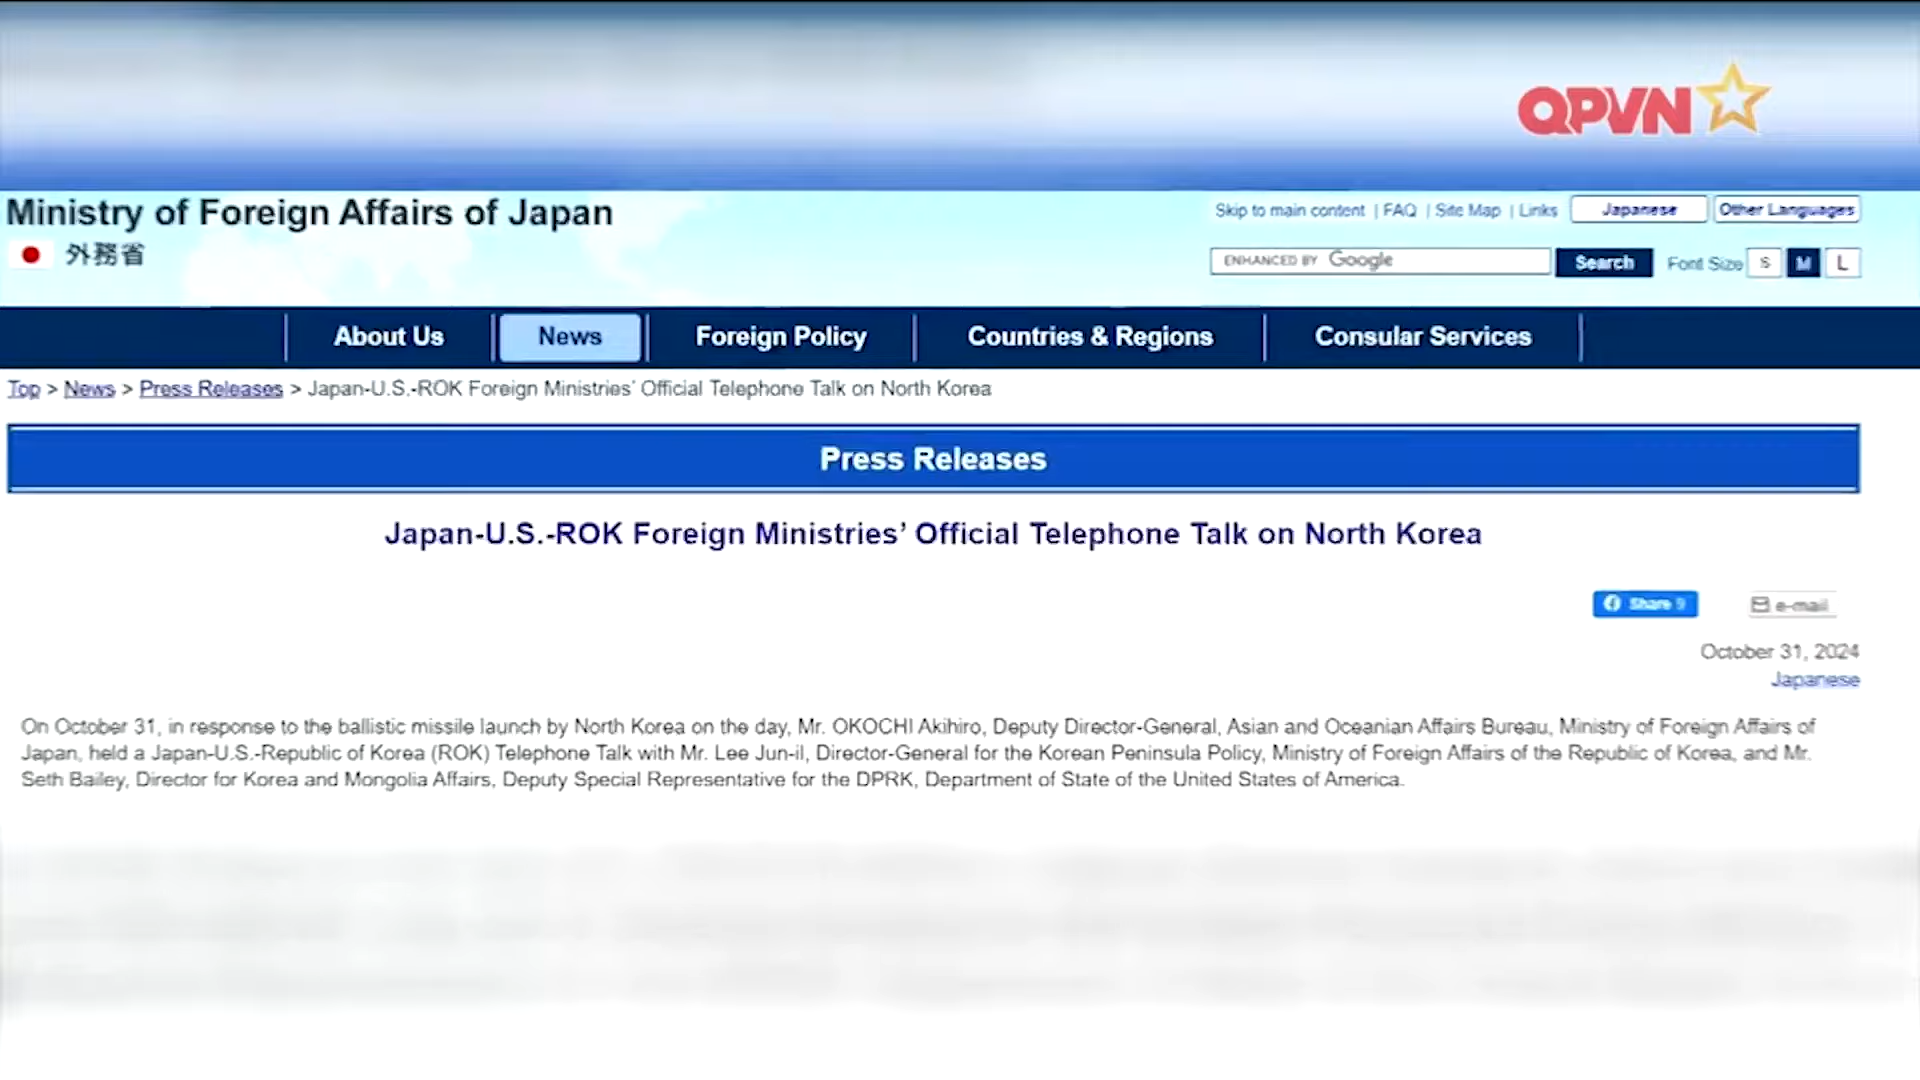 QPVN
Ministry of Foreign Affairs of Japan
外務省
Skip to main content | FAQ | Site Map | Links Japanese Other Languages
ENHANCED BY Google Search Font Size S M L
About Us News Foreign Policy Countries & Regions Consular Services
Top > News > Press Releases > Japan-U.S.-ROK Foreign Ministries' Official Telephone Talk on North Korea
Press Releases
Japan-U.S.-ROK Foreign Ministries’ Official Telephone Talk on North Korea
Share 9 e-mail
October 31, 2024
Japanese
On October 31, in response to the ballistic missile launch by North Korea on the day, Mr. OKOCHI Akihiro, Deputy Director-General, Asian and Oceanian Affairs Bureau, Ministry of Foreign Affairs of
Japan, held a Japan-U.S.-Republic of Korea (ROK) Telephone Talk with Mr. Lee Jun-il, Director-General for the Korean Peninsula Policy, Ministry of Foreign Affairs of the Republic of Korea, and Mr.
Seth Bailey, Director for Korea and Mongolia Affairs, Deputy Special Representative for the DPRK, Department of State of the United States of America.